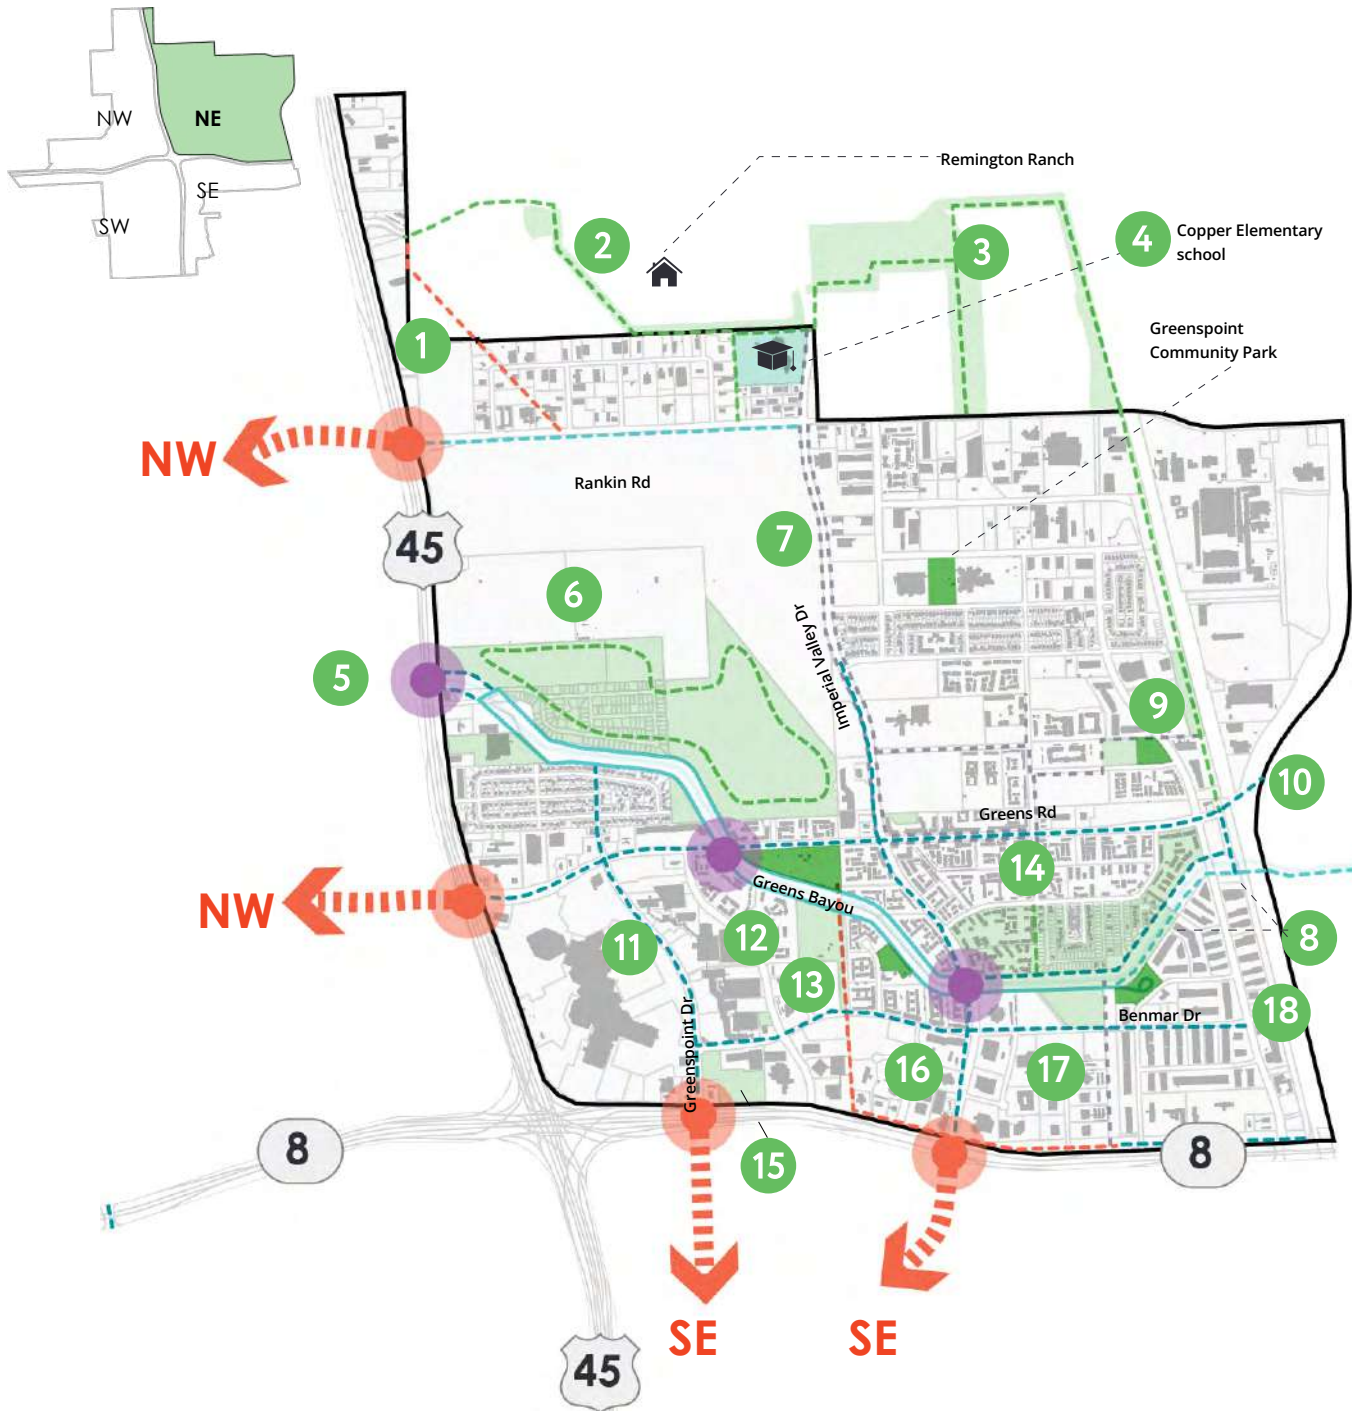 NW
NE
SE
SW
Remington Ranch
2
3
4
Copper Elementary
school
Greenspoint
Community Park
1
NW
Rankin Rd
45
7
6
Imperial Valley Dr
5
9
10
Greens Rd
14
NW
Greens Bayou
11
12
8
13
18
Greenspoint Dr
Benmar Dr
16
17
8
15
8
SE
SE
45